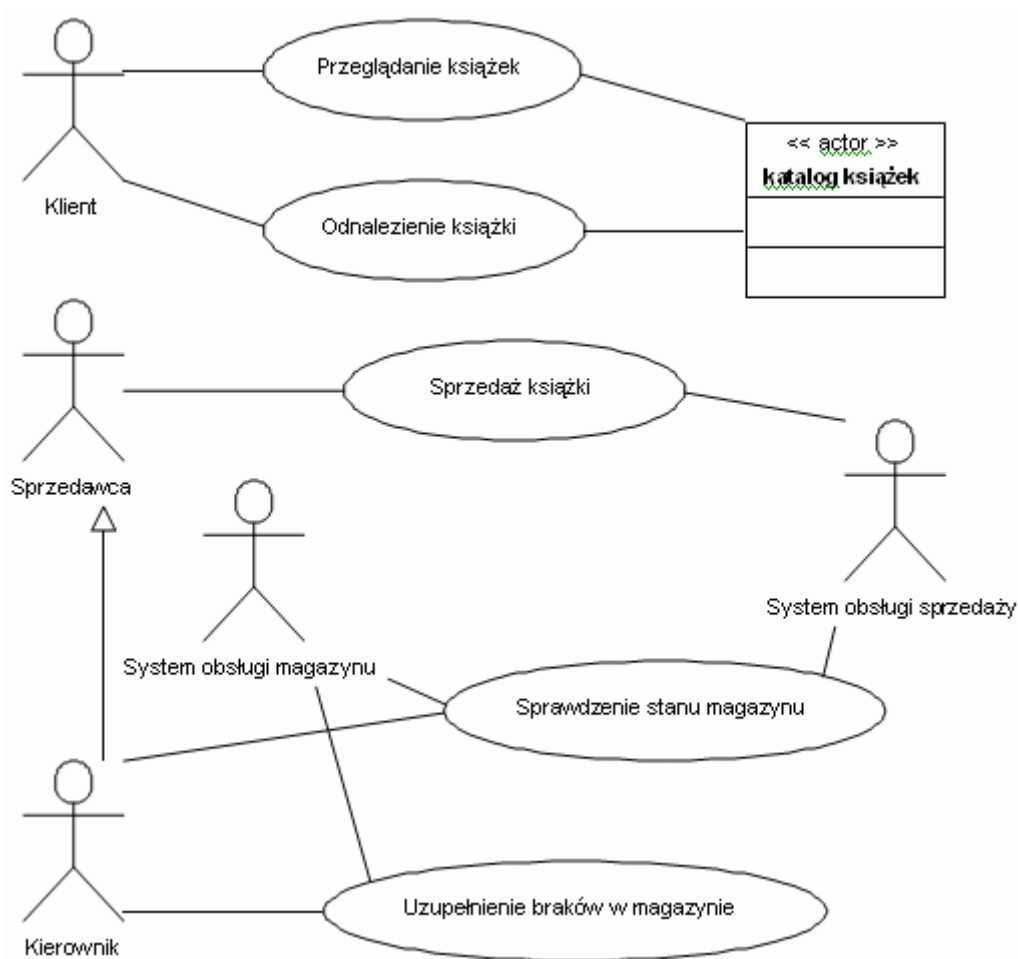 Przeglądanie książek
<< actor >>
katalog książek
Klient
Odnalezienie książki
Sprzedaż książki
Sprzedawca
System obsługi sprzedaży
System obsługi magazynu
Sprawdzenie stanu magazynu
Uzupełnienie braków w magazynie
Kierownik